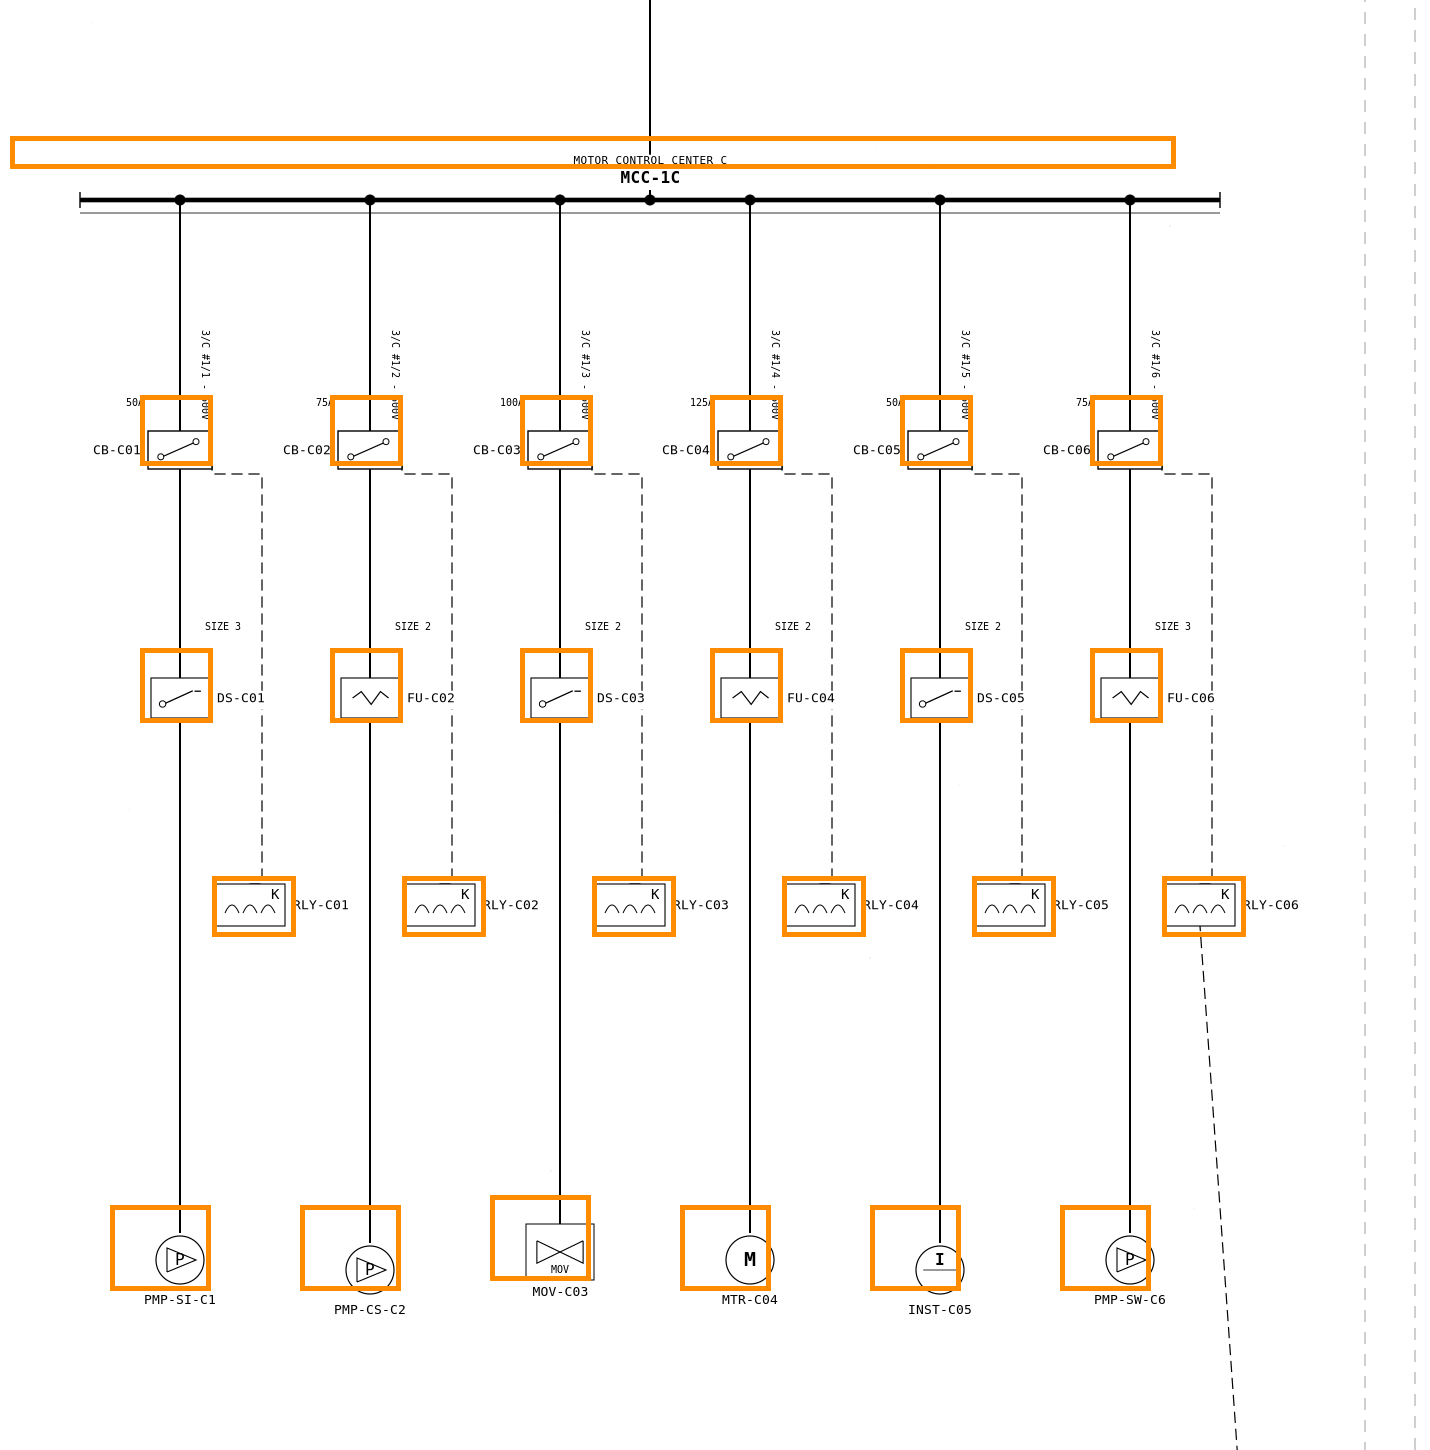 MOTOR CONTROL CENTER C
MCC-1C
3/C #1/1 -
3/C #1/2 -
3/C #1/3 -
3/C #1/4 -
3/C #1/5 -
3/C #1/6 -
50A
75A
100A
125A
50A
75A
CB-C01
CB-C02
CB-C03
CB-C04
CB-C05
CB-C06
SIZE 3
SIZE 2
SIZE 2
SIZE 2
SIZE 2
SIZE 3
DS-C01
FU-C02
DS-C03
FU-C04
DS-C05
FU-C06
K
K
K
K
K
K
RLY-C01
RLY-C02
RLY-C03
RLY-C04
RLY-C05
RLY-C06
P
P
MOV
M
I
P
PMP-SI-C1
PMP-CS-C2
MOV-C03
MTR-C04
INST-C05
PMP-SW-C6